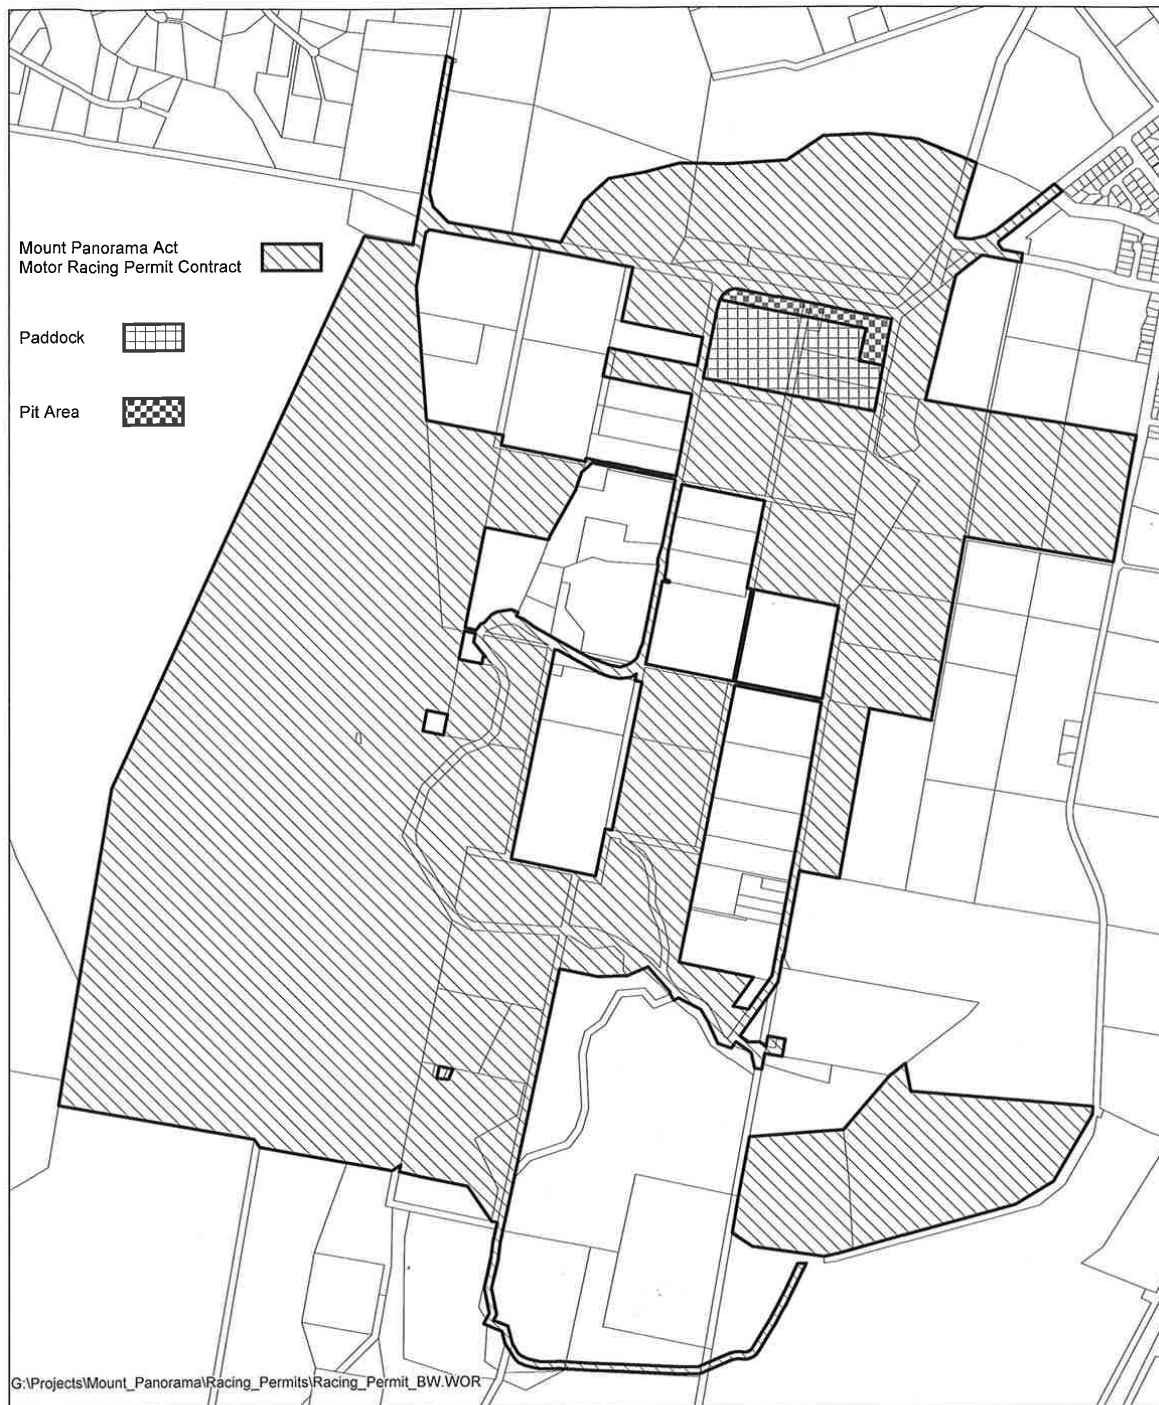 Mount Panorama Act
Motor Racing Permit Contract
Paddock
Pit Area
G:\Projects\Mount_Panorama\Racing_Permits\Racing_Permit_BW.WOR